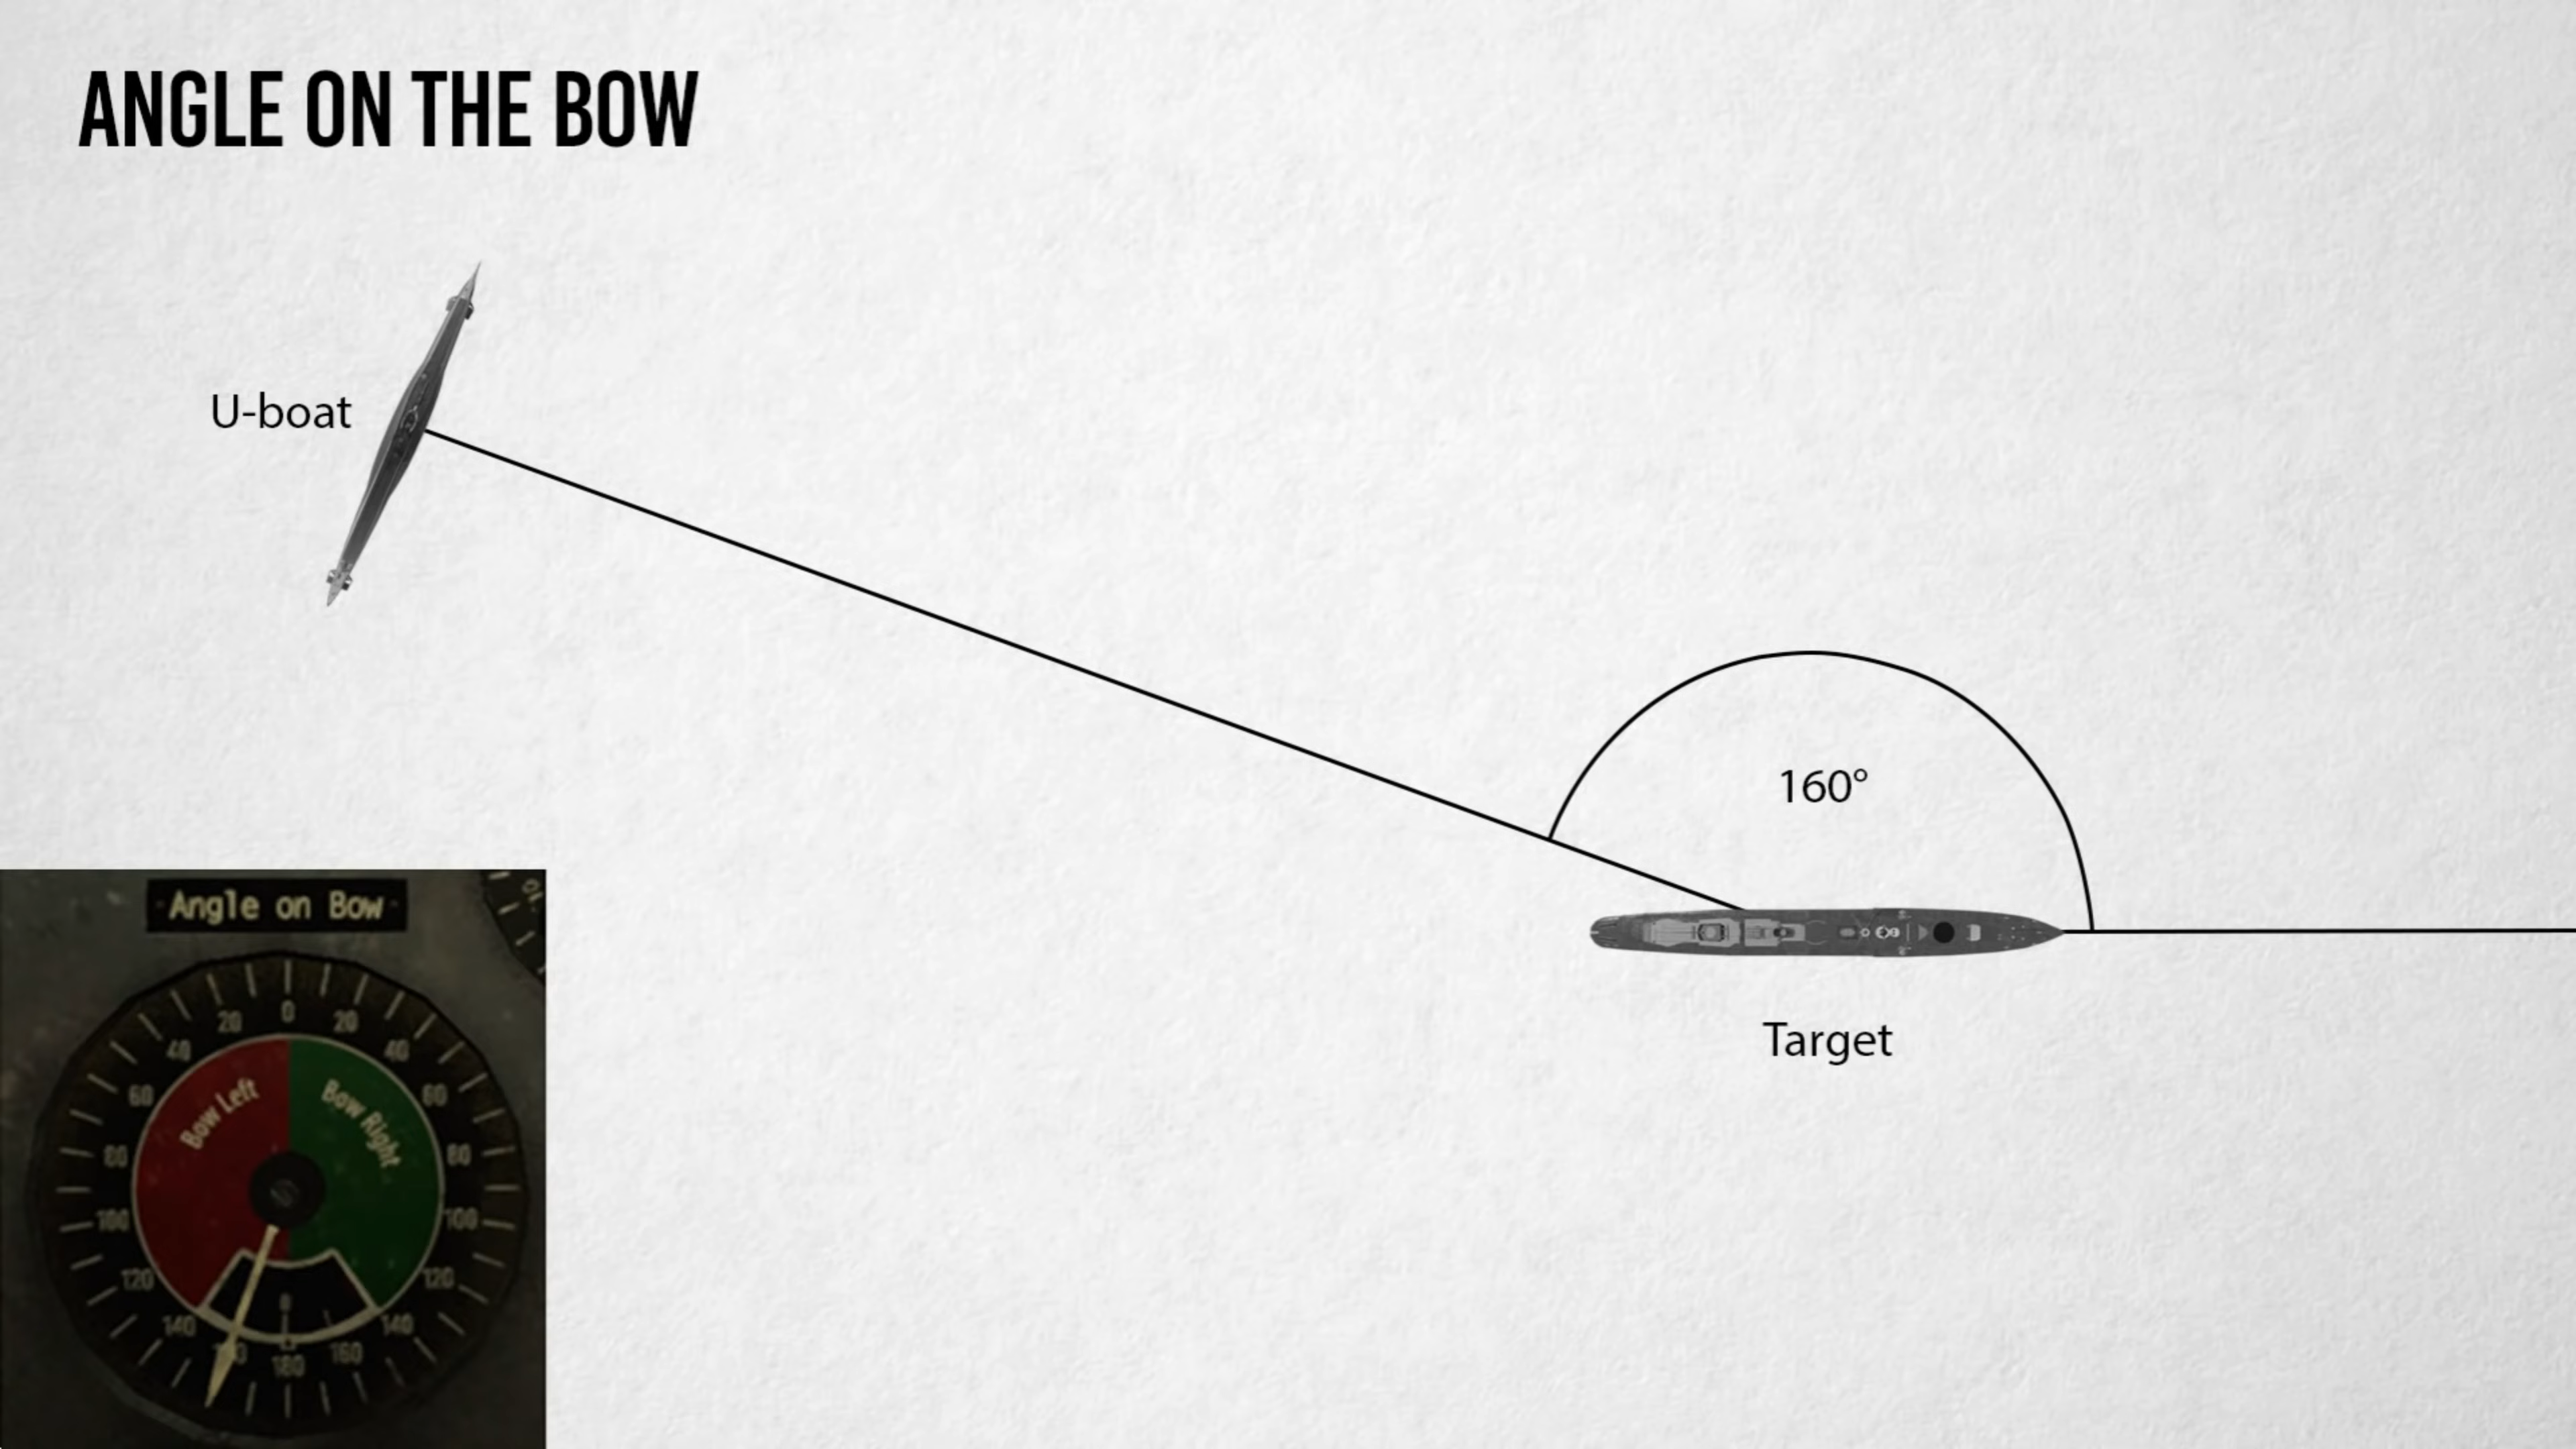 ANGLE ON THE BOW
U-boat
160°
Target
Angle on Bow
20 0 20
40 40
Bow Left Bow Right
60 60
80 80
100 100
120 120
0
140 140
180 160